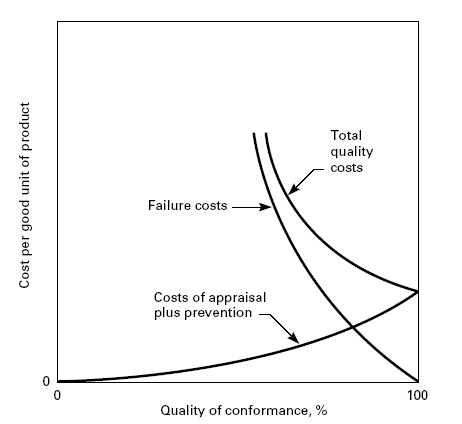 Cost per good unit of product
Total
quality
costs
Failure costs
Costs of appraisal
plus prevention
0
0
100
Quality of conformance, %